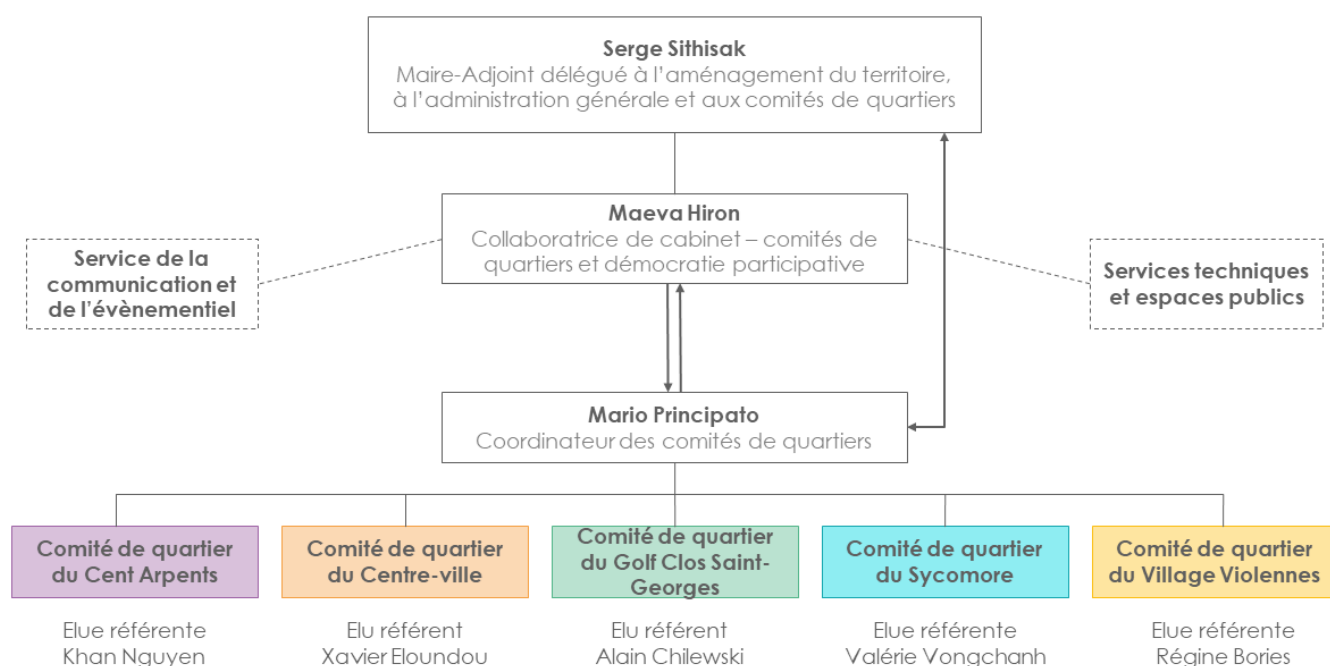 Serge Sithisak
Maire-Adjoint délégué à l’aménagement du territoire,
à l’administration générale et aux comités de quartiers
Maeva Hiron
Collaboratrice de cabinet – comités de
quartiers et démocratie participative
Service de la
communication et
de l’évènementiel
Services techniques
et espaces publics
Mario Principato
Coordinateur des comités de quartiers
Comité de quartier
du Cent Arpents
Comité de quartier
du Centre-ville
Comité de quartier
du Golf Clos Saint-
Georges
Comité de quartier
du Sycomore
Comité de quartier
du Village Violennes
Elue référente
Khan Nguyen
Elu référent
Xavier Eloundou
Elu référent
Alain Chilewski
Elue référente
Valérie Vongchanh
Elue référente
Régine Bories